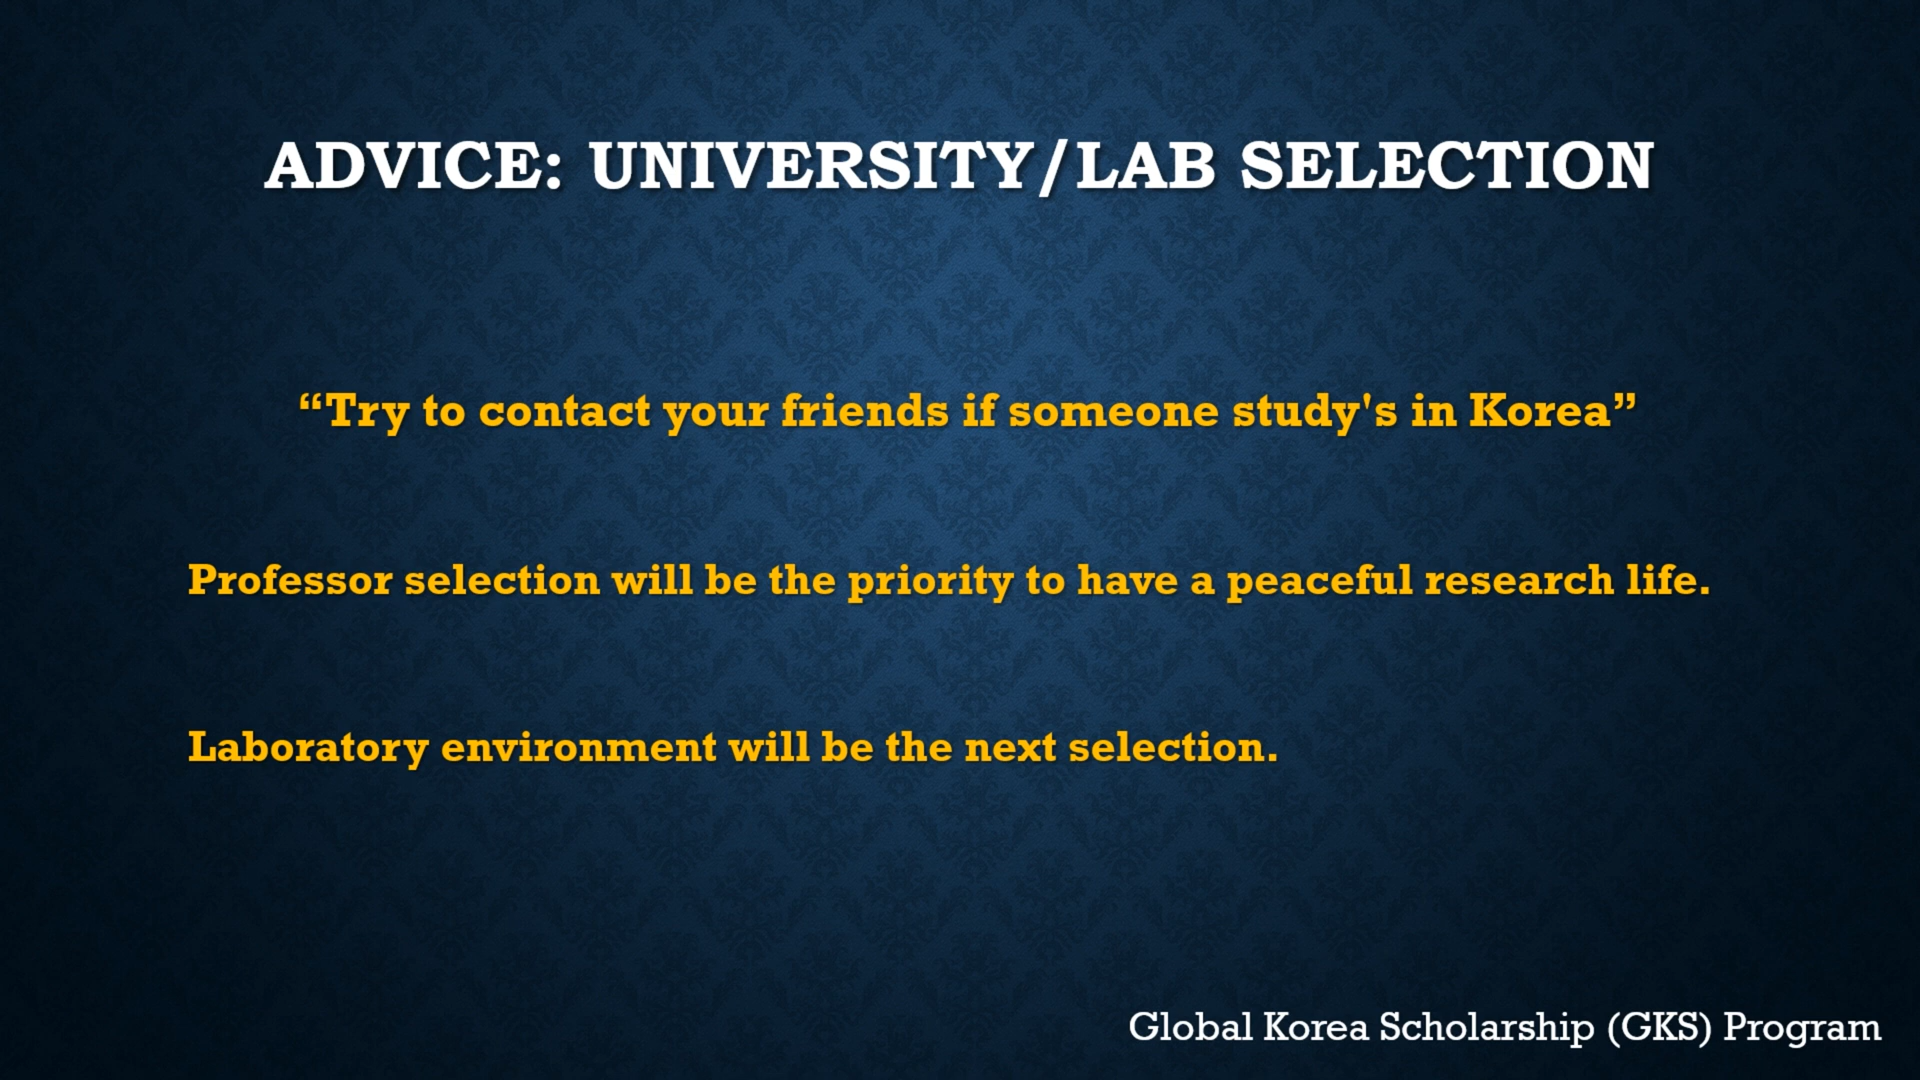 ADVICE: UNIVERSITY/LAB SELECTION
“Try to contact your friends if someone study's in Korea”
Professor selection will be the priority to have a peaceful research life.
Laboratory environment will be the next selection.
Global Korea Scholarship (GKS) Program